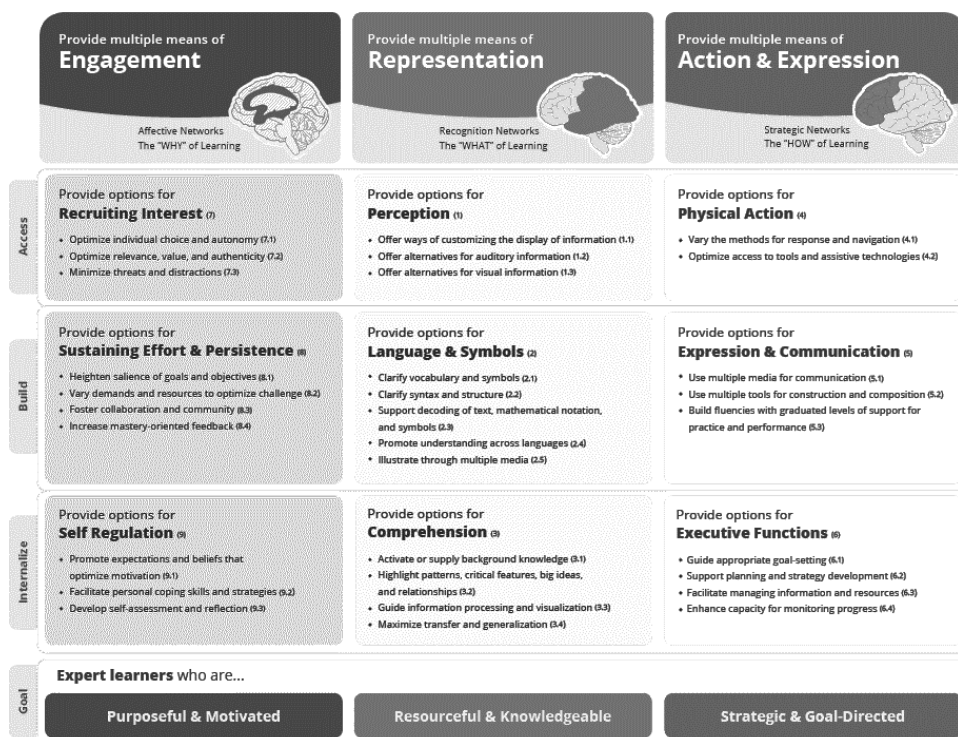 Provide multiple means of
Engagement
Affective Networks
The "WHY" of Learning
Provide multiple means of
Representation
Recognition Networks
The "WHAT" of Learning
Provide multiple means of
Action & Expression
Strategic Networks
The "HOW" of Learning
Access
Provide options for
Recruiting Interest (7)
Optimize individual choice and autonomy (7.1)
Optimize relevance, value, and authenticity (7.2)
Minimize threats and distractions (7.3)
Provide options for
Perception (1)
Offer ways of customizing the display of information (1.1)
Offer alternatives for auditory information (1.2)
Offer alternatives for visual information (1.3)
Provide options for
Physical Action (4)
Vary the methods for response and navigation (4.1)
Optimize access to tools and assistive technologies (4.2)
Build
Provide options for
Sustaining Effort & Persistence (8)
Heighten salience of goals and objectives (8.1)
Vary demands and resources to optimize challenge (8.2)
Foster collaboration and community (8.3)
Increase mastery-oriented feedback (8.4)
Provide options for
Language & Symbols (2)
Clarify vocabulary and symbols (2.1)
Clarify syntax and structure (2.2)
Support decoding of text, mathematical notation,
and symbols (2.3)
Promote understanding across languages (2.4)
Illustrate through multiple media (2.5)
Provide options for
Expression & Communication (5)
Use multiple media for communication (5.1)
Use multiple tools for construction and composition (5.2)
Build fluencies with graduated levels of support for
practice and performance (5.3)
Internalize
Provide options for
Self Regulation (9)
Promote expectations and beliefs that
optimize motivation (9.1)
Facilitate personal coping skills and strategies (9.2)
Develop self-assessment and reflection (9.3)
Provide options for
Comprehension (3)
Activate or supply background knowledge (3.1)
Highlight patterns, critical features, big ideas,
and relationships (3.2)
Guide information processing and visualization (3.3)
Maximize transfer and generalization (3.4)
Provide options for
Executive Functions (6)
Guide appropriate goal-setting (6.1)
Support planning and strategy development (6.2)
Facilitate managing information and resources (6.3)
Enhance capacity for monitoring progress (6.4)
Goal
Expert learners who are...
Purposeful & Motivated
Resourceful & Knowledgeable
Strategic & Goal-Directed